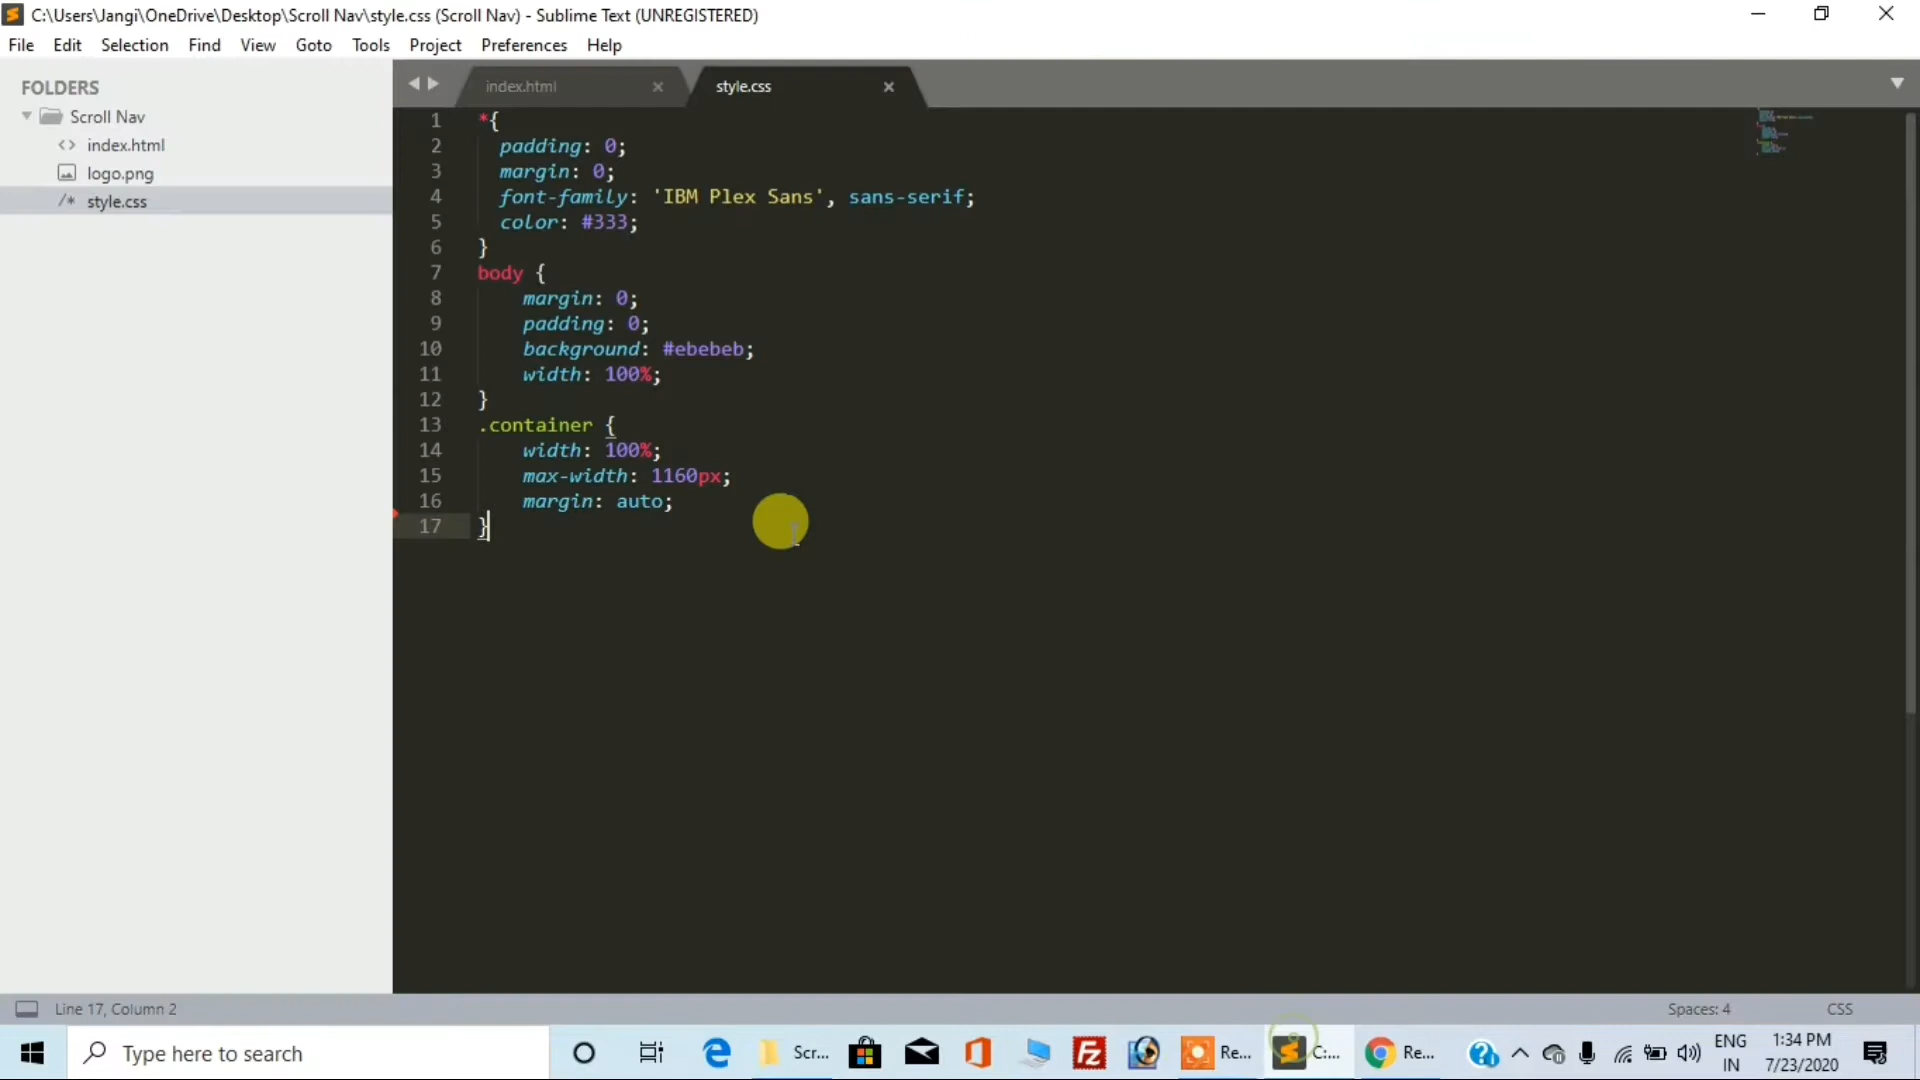 C:\Users\Jangi\OneDrive\Desktop\Scroll Nav\style.css (Scroll Nav) - Sublime Text (UNREGISTERED)
File Edit Selection Find View Goto Tools Project Preferences Help
FOLDERS
Scroll Nav
<> index.html
logo.png
/* style.css
index.html
style.css
1 *{
2 padding: 0;
3 margin: 0;
4 font-family: 'IBM Plex Sans', sans-serif;
5 color: #333;
6 }
7 body {
8 margin: 0;
9 padding: 0;
10 background: #ebebeb;
11 width: 100%;
12 }
13 .container {
14 width: 100%;
15 max-width: 1160px;
16 margin: auto;
17 }
Line 17, Column 2
Spaces: 4
CSS
Type here to search
Scr...
Re...
C:...
Re...
ENG
IN
1:34 PM
7/23/2020